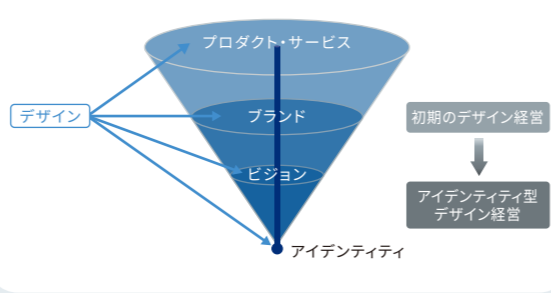 プロダクト・サービス
デザイン
ブランド
ビジョン
アイデンティティ
初期のデザイン経営
アイデンティティ型
デザイン経営